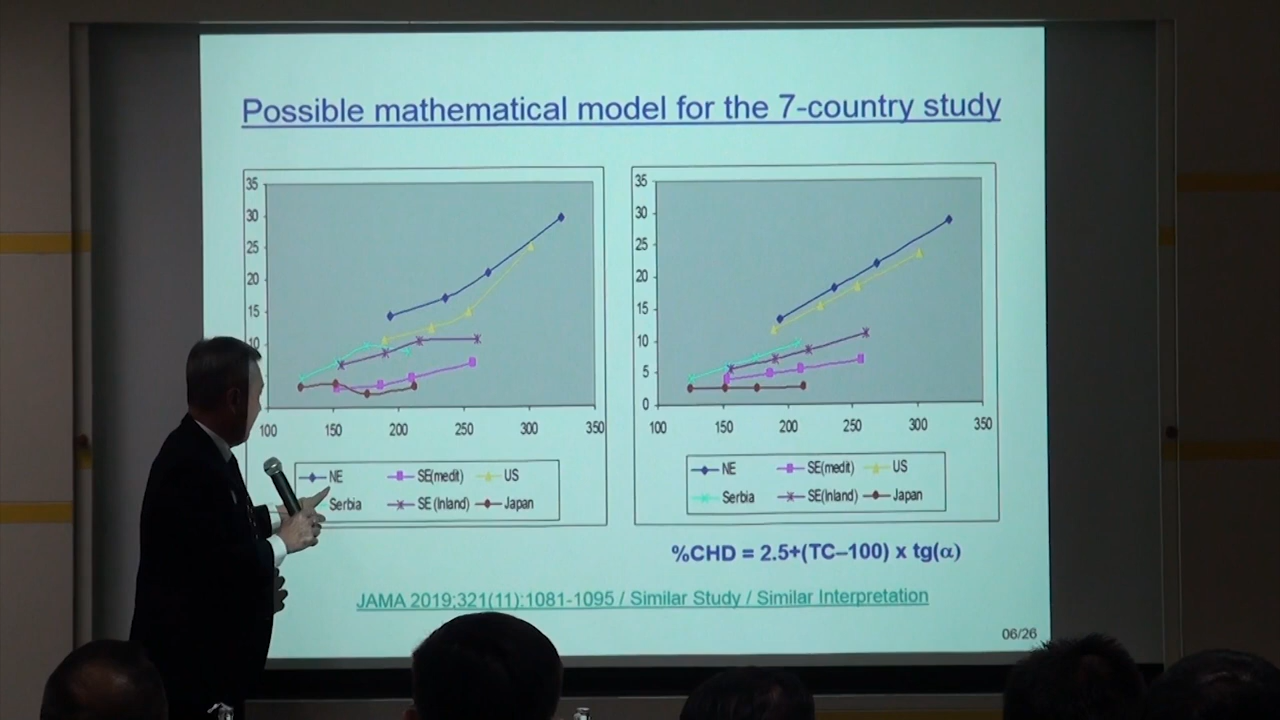 Possible mathematical model for the 7-country study
35
30
25
20
15
10
100 150 200 250 300 350
NE SE(medit) US
Serbia SE(Inland) Japan
35
30
25
20
15
10
5
0
100 150 200 250 300 350
NE SE(medit) US
Serbia SE(Inland) Japan
%CHD = 2.5+(TC–100) x tg(α)
JAMA 2019;321(11):1081-1095 / Similar Study / Similar Interpretation
06/26